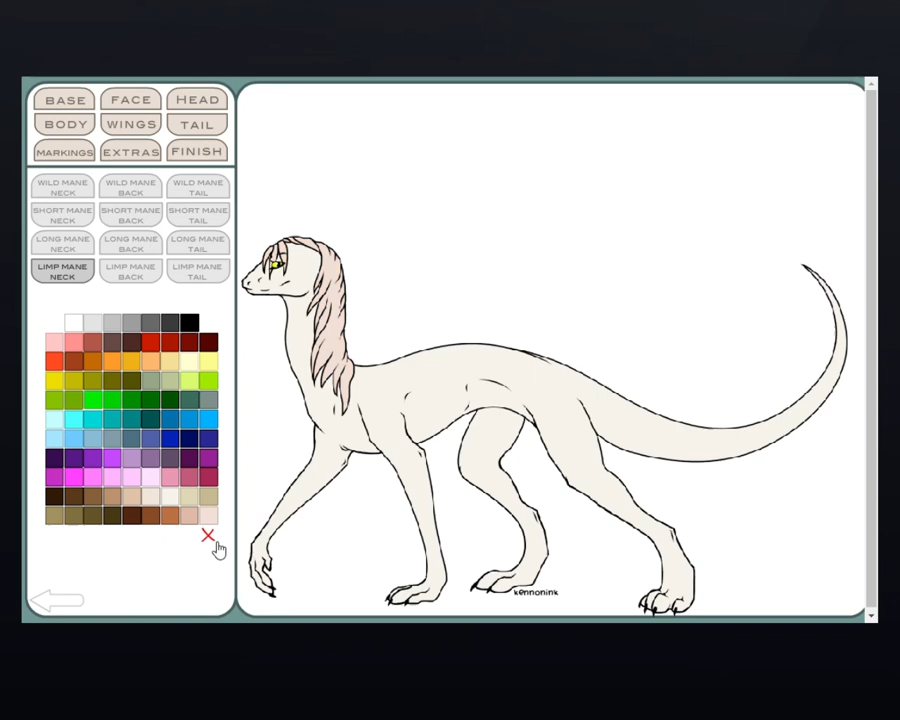 BASE
FACE
HEAD
BODY
WINGS
TAIL
MARKINGS
EXTRAS
FINISH
WILD MANE
NECK
WILD MANE
BACK
WILD MANE
TAIL
SHORT MANE
NECK
SHORT MANE
BACK
SHORT MANE
TAIL
LONG MANE
NECK
LONG MANE
BACK
LONG MANE
TAIL
LIMP MANE
NECK
LIMP MANE
BACK
LIMP MANE
TAIL
kennonink